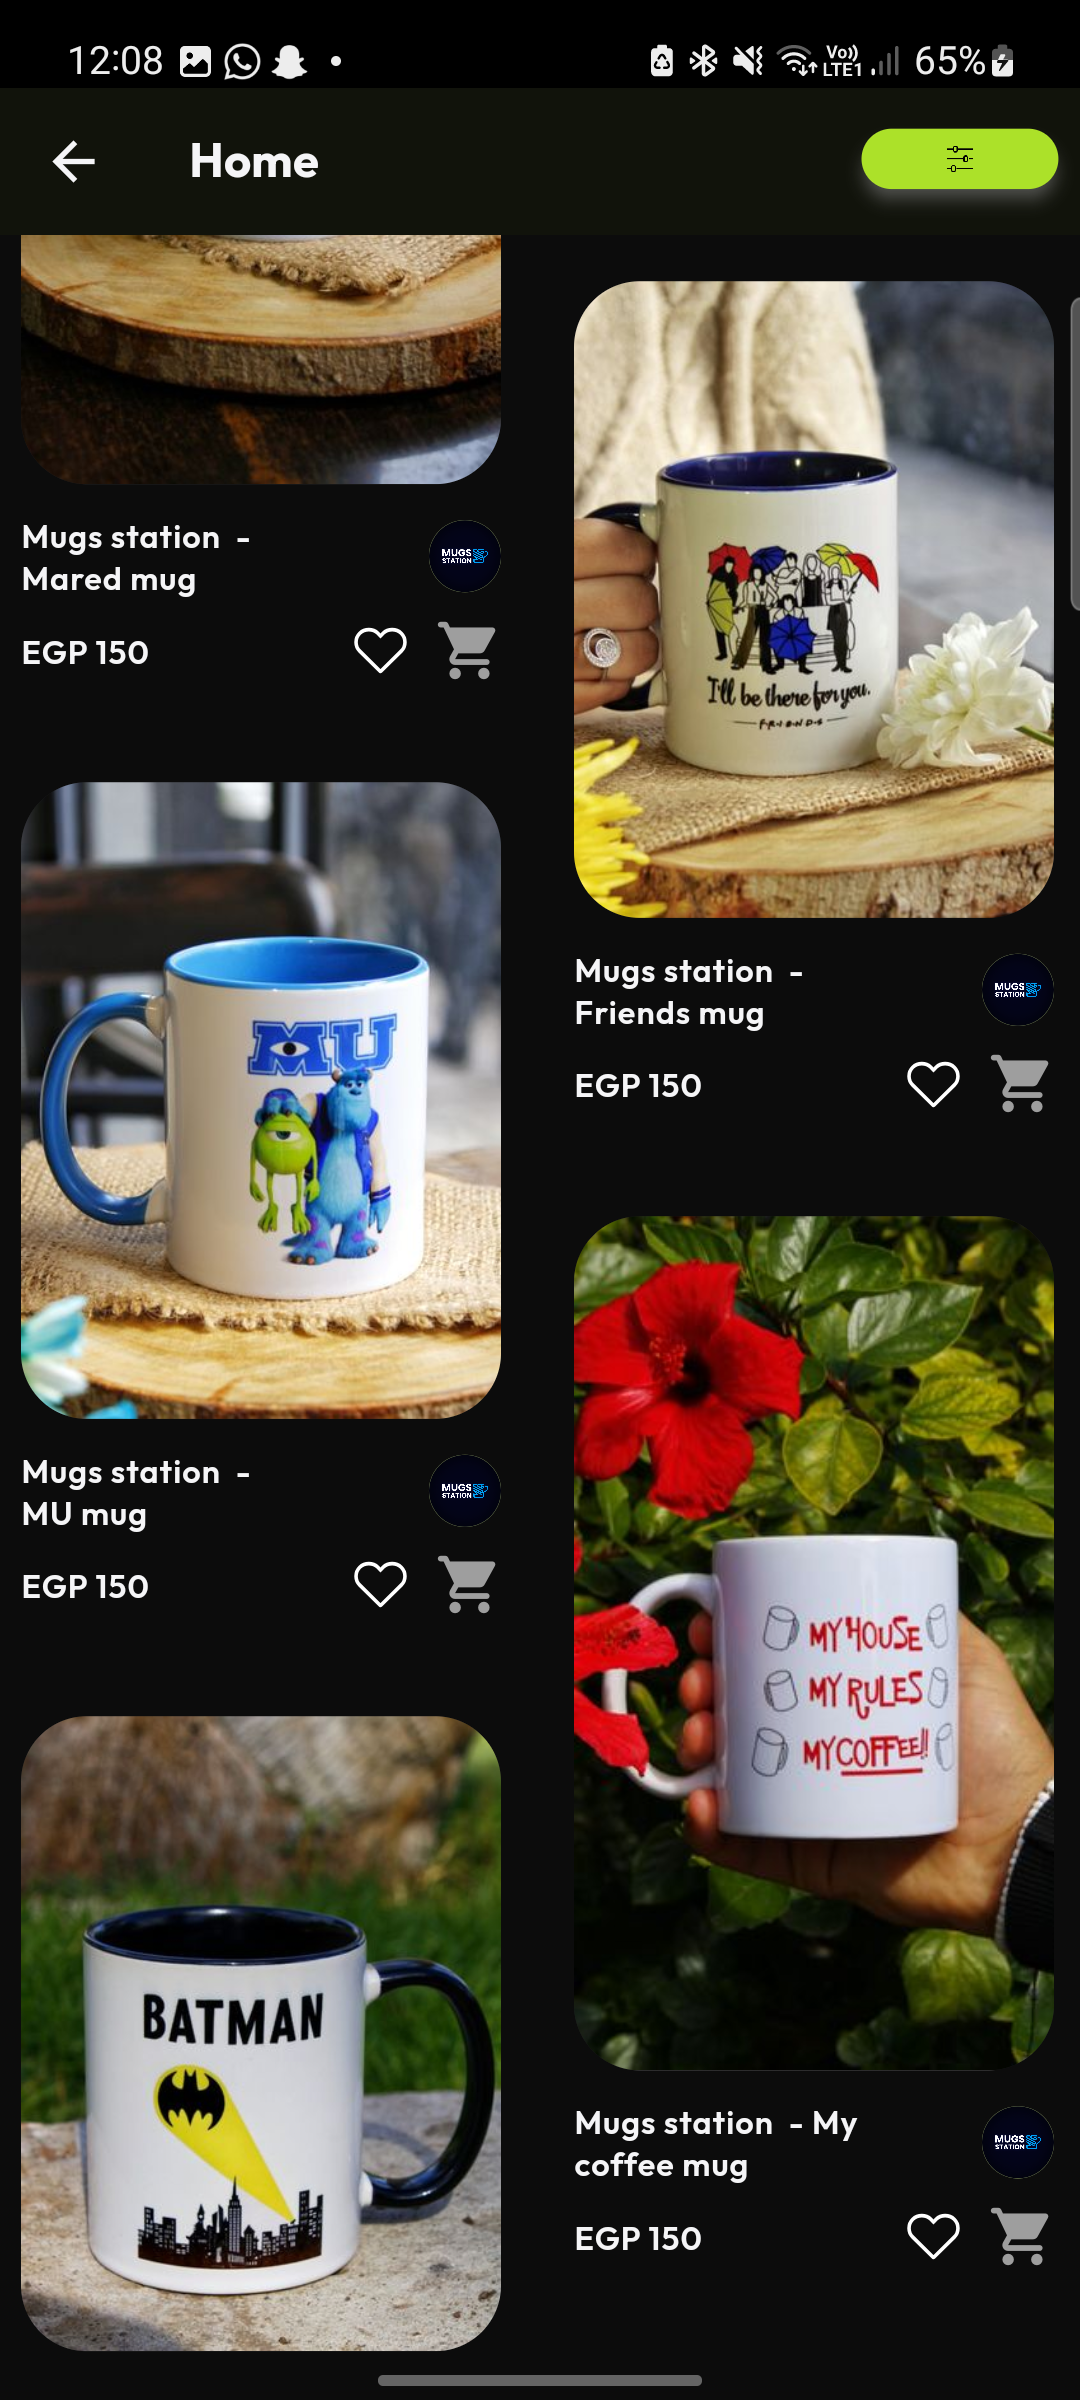 12:08
Vo))
LTE1
65%
Home
Mugs station -
Mared mug
MUGS
STATION
EGP 150
I'll be there for you.
F·R·I·E·N·D·S
Mugs station -
Friends mug
MUGS
STATION
EGP 150
MU
Mugs station -
MU mug
MUGS
STATION
EGP 150
MY HOUSE
MY RULES
MY COFFEE!!
Mugs station - My
coffee mug
MUGS
STATION
EGP 150
BATMAN